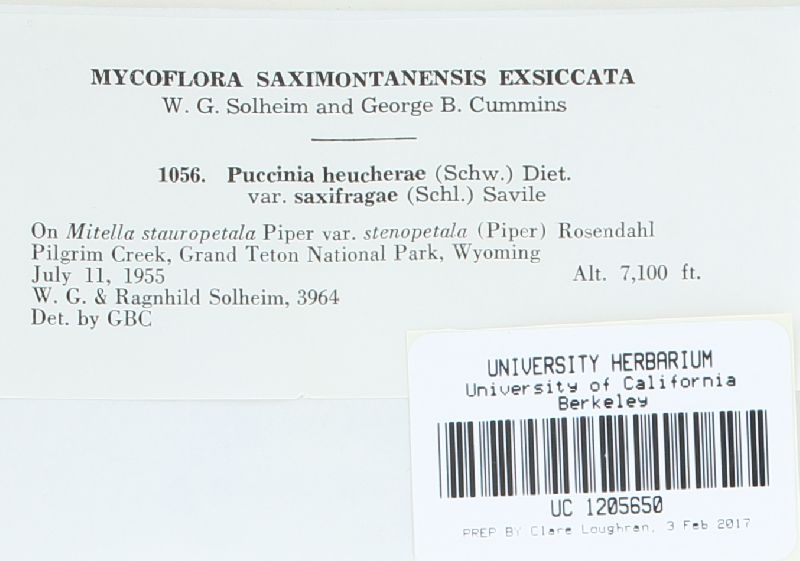 MYCOFLORA SAXIMONTANENSIS EXSICCATA
W. G. Solheim and George B. Cummins
1056. Puccinia heucherae (Schw.) Diet.
var. saxifragae (Schl.) Savile
On Mitella stauropetala Piper var. stenopetala (Piper) Rosendahl
Pilgrim Creek, Grand Teton National Park, Wyoming
July 11, 1955 Alt. 7,100 ft.
W. G. & Ragnhild Solheim, 3964
Det. by GBC
UNIVERSITY HERBARIUM
University of California
Berkeley
UC 1205650
PREP BY Clare Loughran, 3 Feb 2017